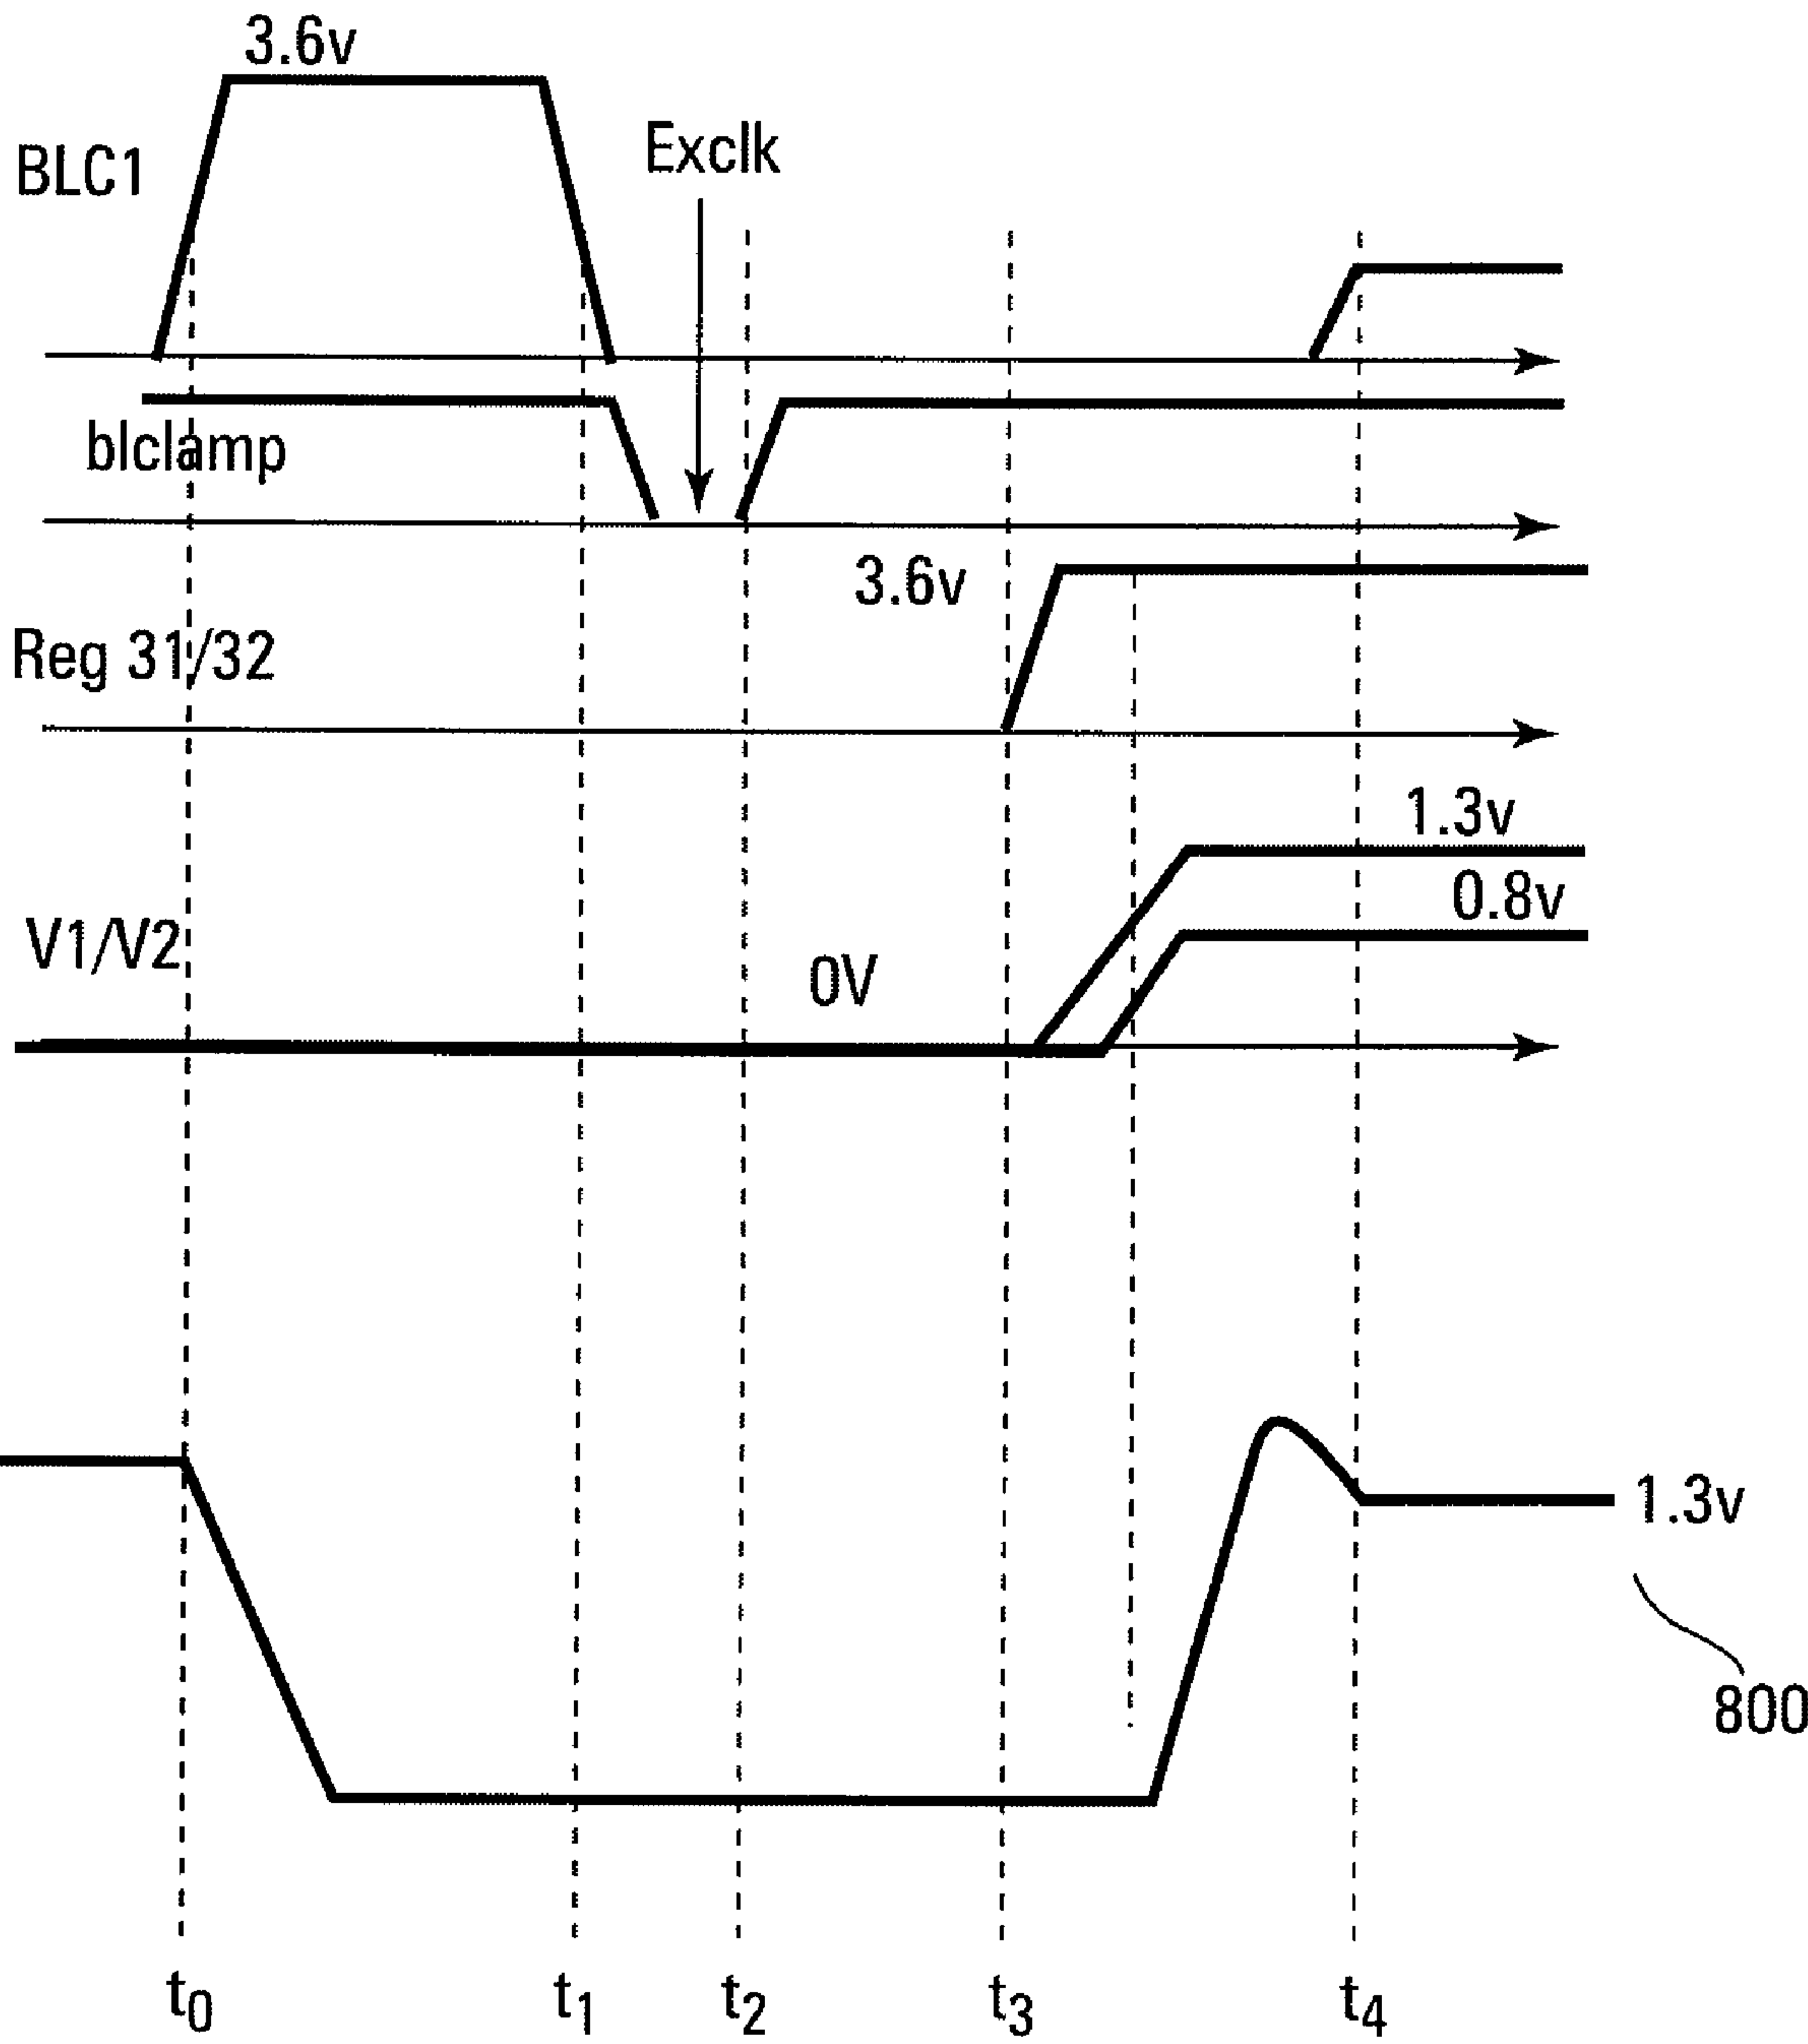 3.6v
BLC1
Exclk
blclamp
3.6v
Reg 31/32
1.3v
0.8v
V1/V2
0V
1.3v
800
t0 t1 t2 t3 t4